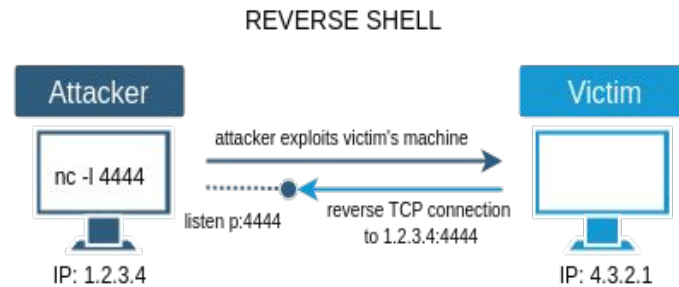 REVERSE SHELL
Attacker
Victim
attacker exploits victim's machine
nc -l 4444
listen p:4444
reverse TCP connection
to 1.2.3.4:4444
IP: 1.2.3.4
IP: 4.3.2.1